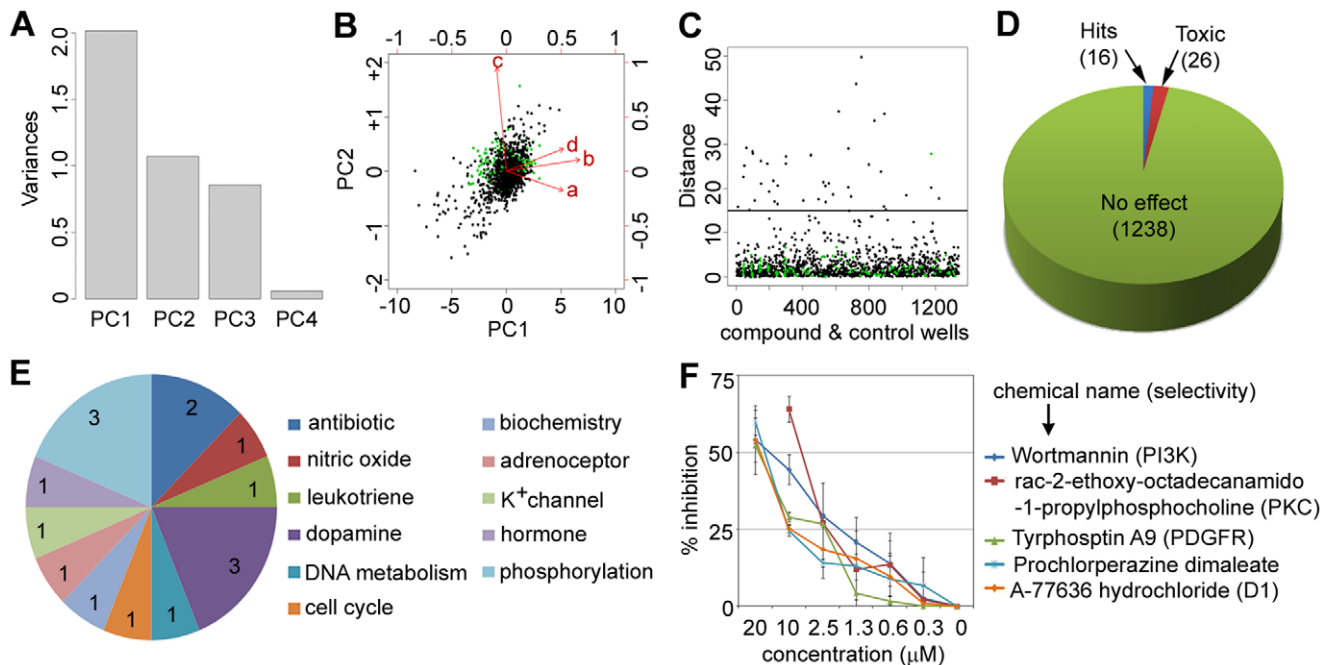 A
2.0
1.5
1.0
0.5
0
Variances
PC1 PC2 PC3 PC4
B
-1 -0.5 0 0.5 1
+2
+1
0
-1
-2
PC2
c
d
b
a
1
0.5
0
-0.5
-1
-10 -5 0 5 10
PC1
C
50
40
30
20
10
0
Distance
0 400 800 1200
compound & control wells
D
Hits
(16)
Toxic
(26)
No effect
(1238)
E
3
2
1
1
1
1
3
1
1
1
1
antibiotic
nitric oxide
leukotriene
dopamine
DNA metabolism
cell cycle
biochemistry
adrenoceptor
K+channel
hormone
phosphorylation
F
75
50
25
0
% inhibition
20 10 2.5 1.3 0.6 0.3 0
concentration (μM)
chemical name (selectivity)
Wortmannin (PI3K)
rac-2-ethoxy-octadecanamido
-1-propylphosphocholine (PKC)
Tyrphosptin A9 (PDGFR)
Prochlorperazine dimaleate
A-77636 hydrochloride (D1)